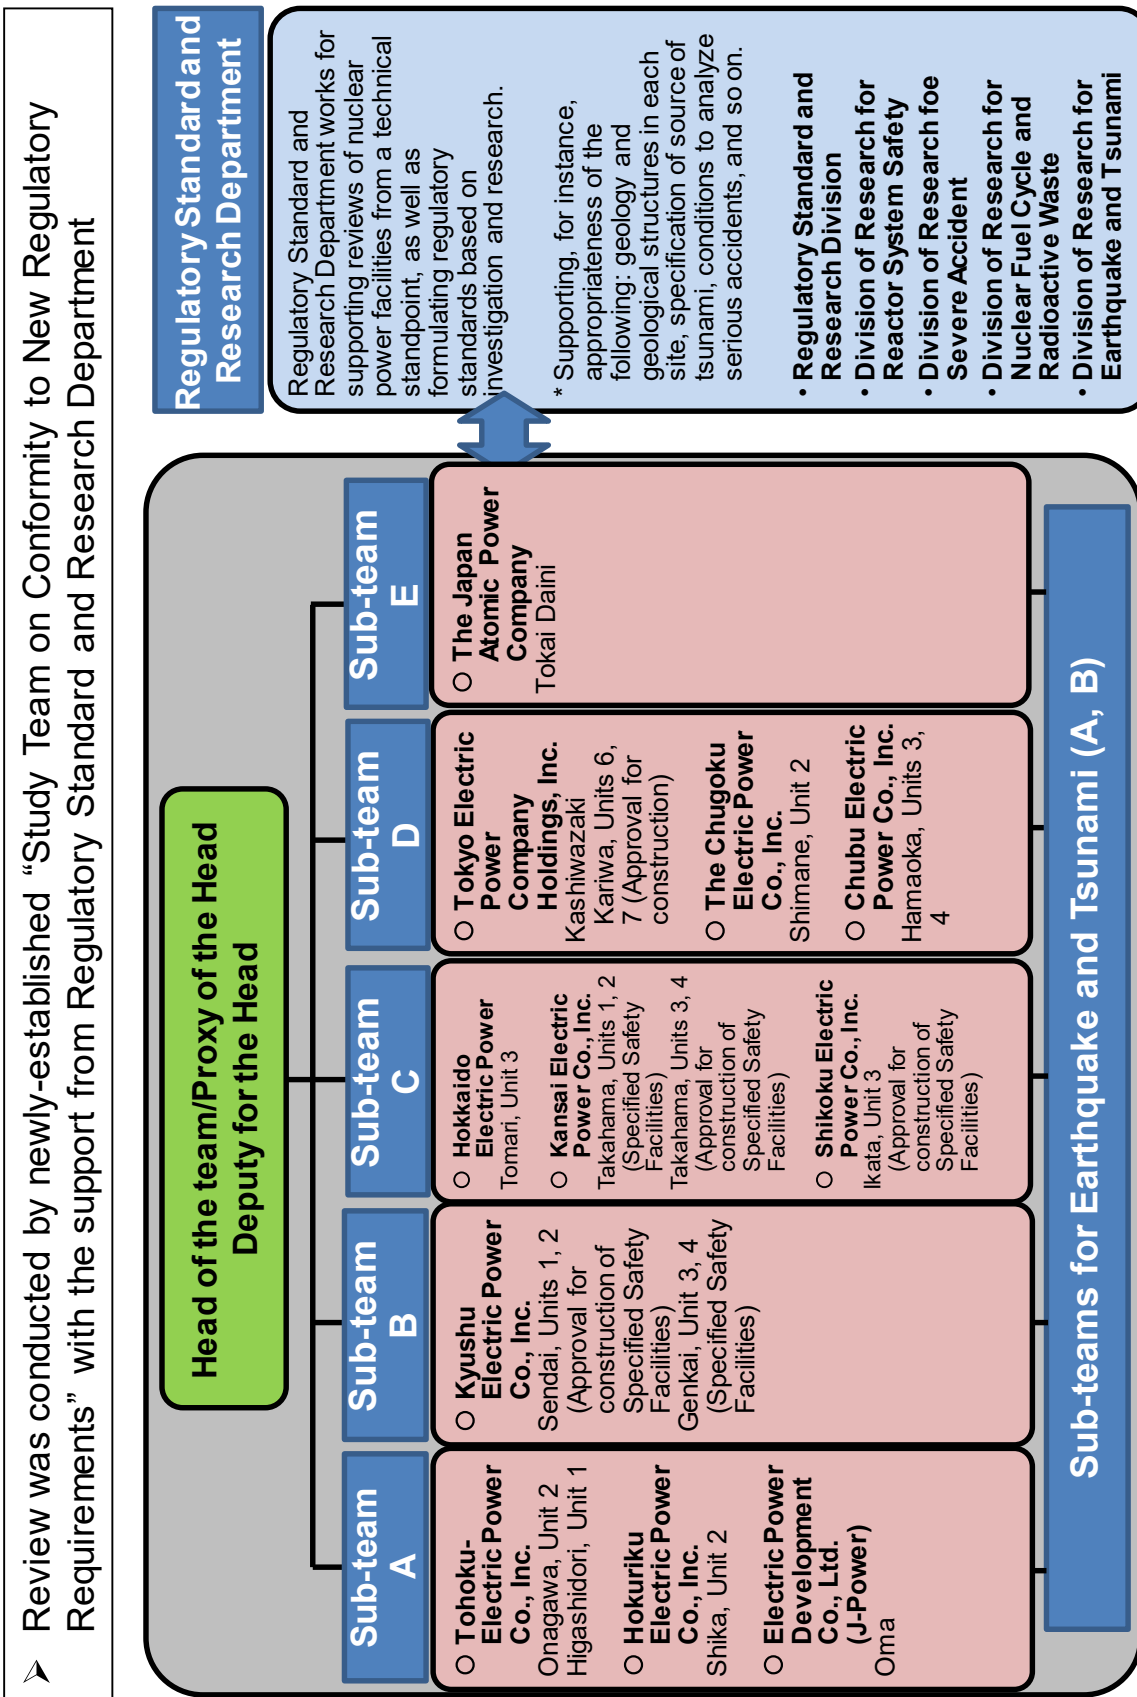 ➢ Review was conducted by newly-established “Study Team on Conformity to New Regulatory
Requirements” with the support from Regulatory Standard and Research Department
Head of the team/Proxy of the Head
Deputy for the Head
Sub-team
A
○ Tohoku-
Electric Power
Co., Inc.
Onagawa, Unit 2
Higashidori, Unit 1
○ Hokuriku
Electric Power
Co., Inc.
Shika, Unit 2
○ Electric Power
Development
Co., Ltd.
(J-Power)
Oma
Sub-team
B
○ Kyushu
Electric Power
Co., Inc.
Sendai, Units 1, 2
(Approval for
construction of
Specified Safety
Facilities)
Genkai, Unit 3, 4
(Specified Safety
Facilities)
Sub-team
C
○ Hokkaido
Electric Power
Tomari, Unit 3
○ Kansai Electric
Power Co., Inc.
Takahama, Units 1, 2
(Specified Safety
Facilities)
Takahama, Units 3, 4
(Approval for
construction of
Specified Safety
Facilities)
○ Shikoku Electric
Power Co., Inc.
Ikata, Unit 3
(Approval for
construction of
Specified Safety
Facilities)
Sub-team
D
○ Tokyo Electric
Power
Company
Holdings, Inc.
Kashiwazaki
Kariwa, Units 6,
7 (Approval for
construction)
○ The Chugoku
Electric Power
Co., Inc.
Shimane, Unit 2
○ Chubu Electric
Power Co., Inc.
Hamaoka, Units 3,
4
Sub-team
E
○ The Japan
Atomic Power
Company
Tokai Daini
Sub-teams for Earthquake and Tsunami (A, B)
Regulatory Standard and
Research Department
Regulatory Standard and
Research Department works for
supporting reviews of nuclear
power facilities from a technical
standpoint, as well as
formulating regulatory
standards based on
investigation and research.
* Supporting, for instance,
appropriateness of the
following: geology and
geological structures in each
site, specification of source of
tsunami, conditions to analyze
serious accidents, and so on.
• Regulatory Standard and
Research Division
• Division of Research for
Reactor System Safety
• Division of Research foe
Severe Accident
• Division of Research for
Nuclear Fuel Cycle and
Radioactive Waste
• Division of Research for
Earthquake and Tsunami